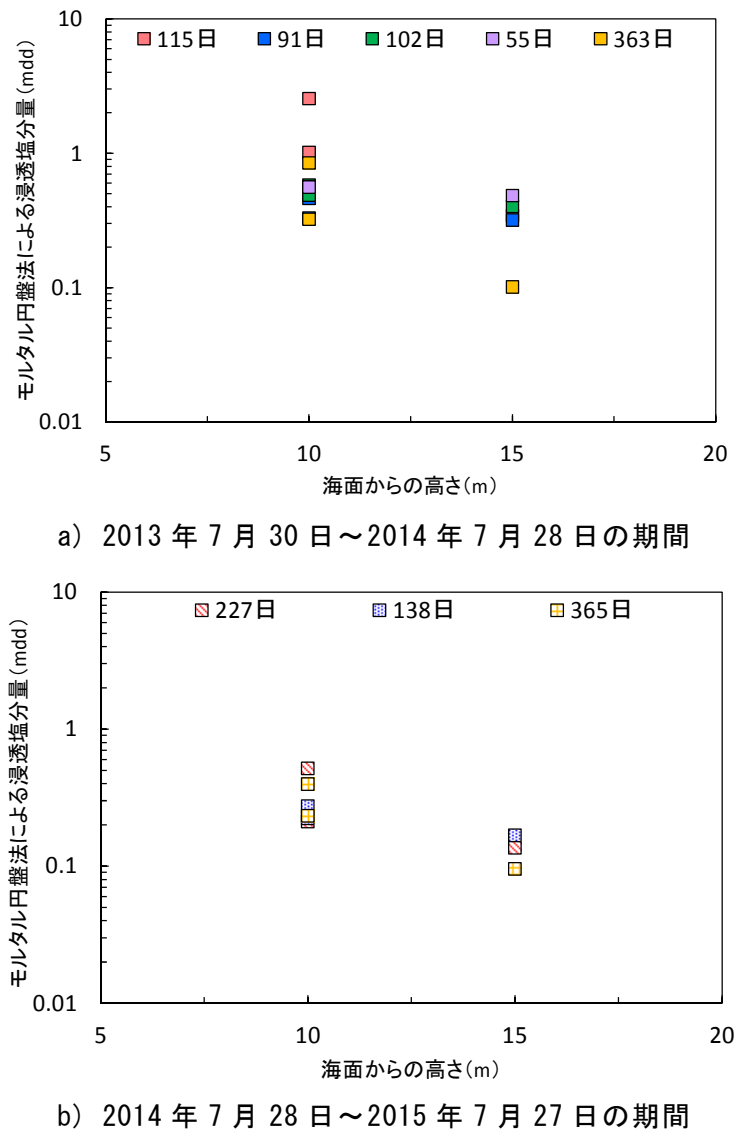 10
115日 91日 102日 55日 363日
1
0.1
0.01
モルタル円盤法による浸透塩分量(mdd)
5 10 15 20
海面からの高さ(m)
a) 2013 年 7 月 30 日~2014 年 7 月 28 日の期間
10
227日 138日 365日
1
0.1
0.01
モルタル円盤法による浸透塩分量(mdd)
5 10 15 20
海面からの高さ(m)
b) 2014 年 7 月 28 日~2015 年 7 月 27 日の期間